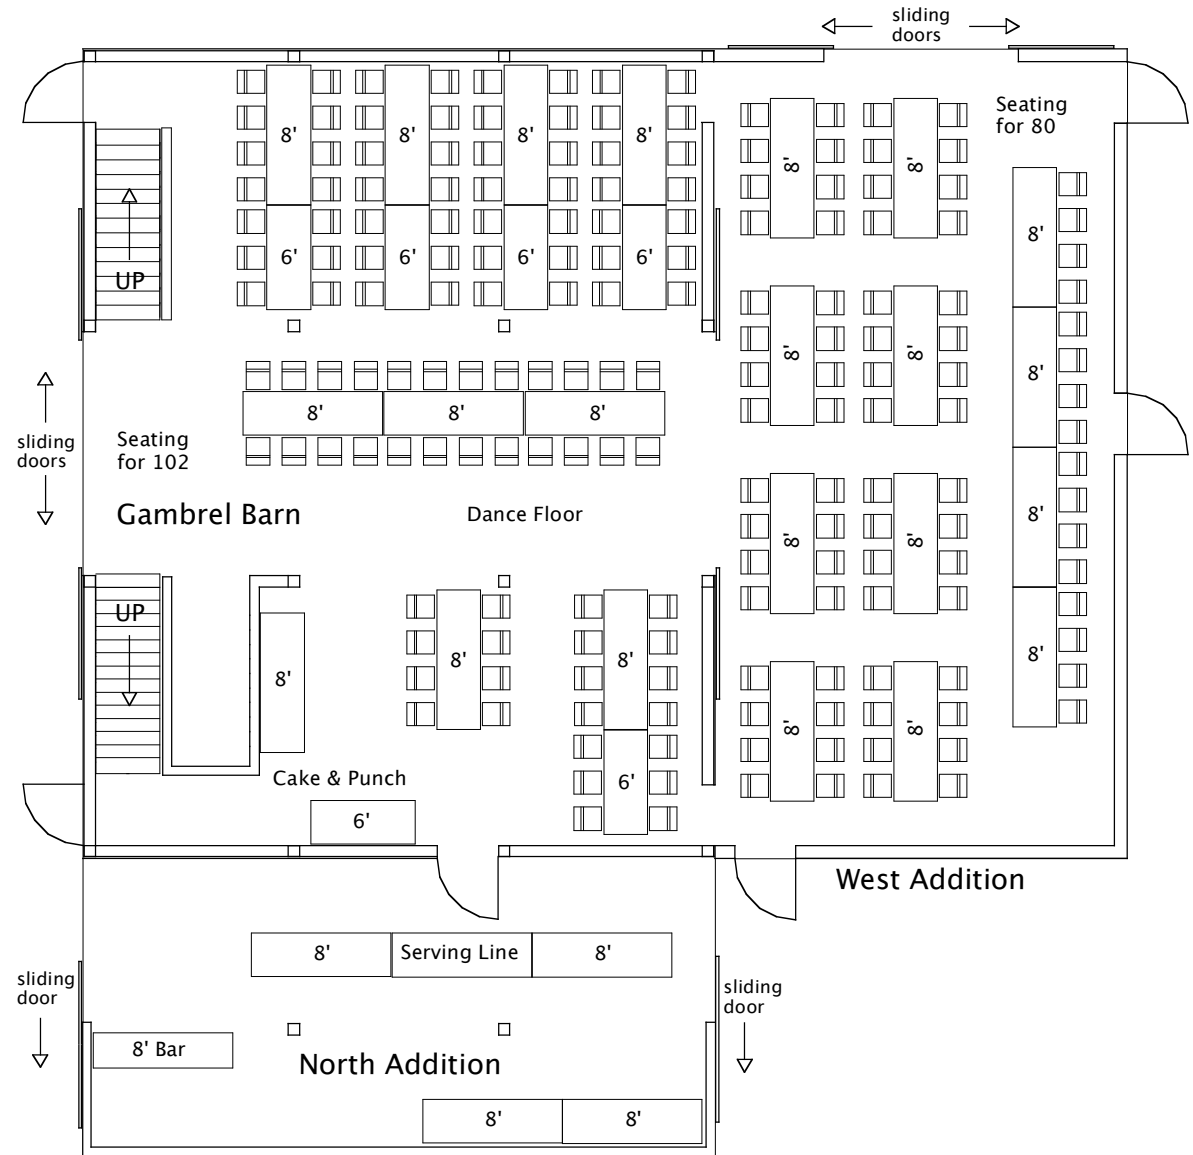 sliding
doors
Seating
for 80
8'
8'
8'
8'
8'
8'
6'
6'
6'
6'
UP
8'
8'
8'
8'
8'
8'
8'
8'
sliding
doors
Seating
for 102
Gambrel Barn
Dance Floor
8'
8'
8'
UP
8'
8'
8'
8'
8'
8'
8'
Cake & Punch
6'
6'
West Addition
8'
Serving Line
8'
sliding
door
sliding
door
8' Bar
North Addition
8'
8'